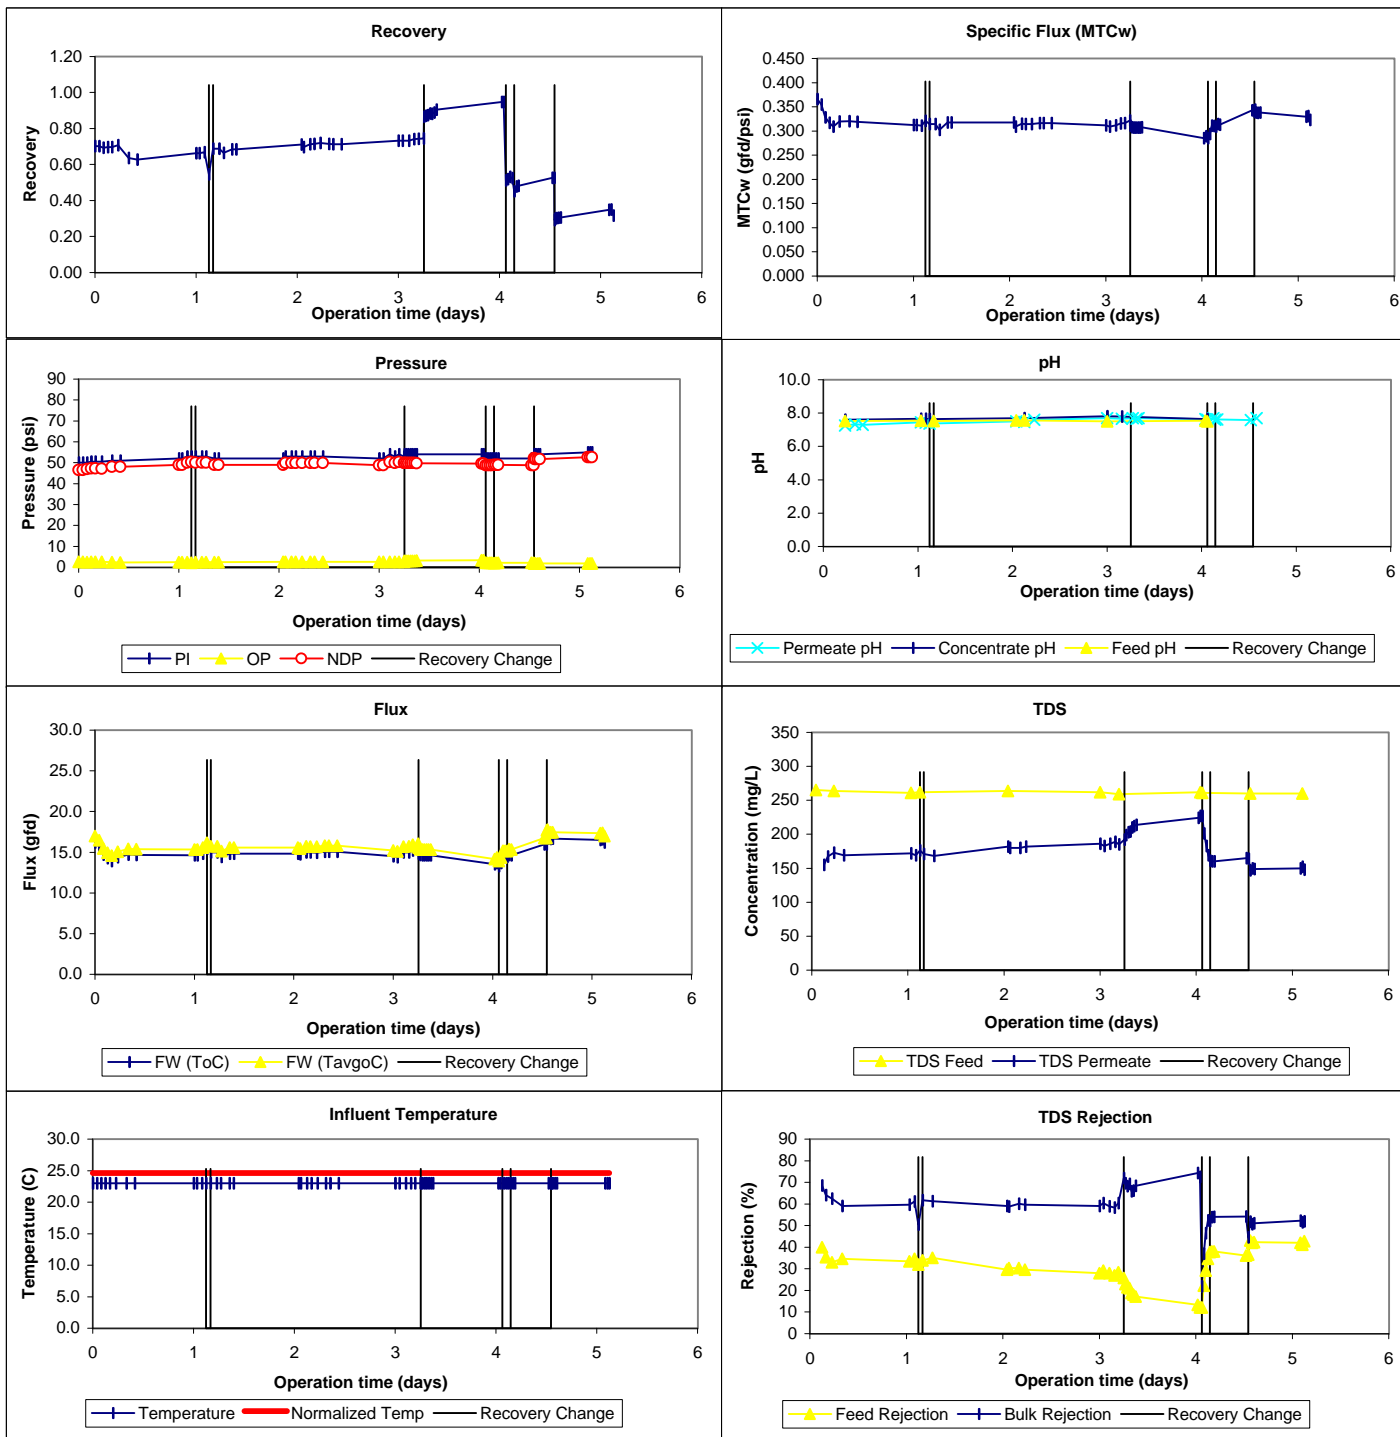 Recovery
1.20
1.00
0.80
0.60
0.40
0.20
0.00
Recovery
0 1 2 3 4 5 6
Operation time (days)
Specific Flux (MTCw)
0.450
0.400
0.350
0.300
0.250
0.200
0.150
0.100
0.050
0.000
MTCw (gfd/psi)
0 1 2 3 4 5 6
Operation time (days)
Pressure
90
80
70
60
50
40
30
20
10
0
Pressure (psi)
0 1 2 3 4 5 6
Operation time (days)
PI OP NDP Recovery Change
pH
10.0
8.0
6.0
4.0
2.0
0.0
pH
0 1 2 3 4 5 6
Operation time (days)
Permeate pH Concentrate pH Feed pH Recovery Change
Flux
30.0
25.0
20.0
15.0
10.0
5.0
0.0
Flux (gfd)
0 1 2 3 4 5 6
Operation time (days)
FW (ToC) FW (TavgoC) Recovery Change
TDS
350
300
250
200
150
100
50
0
Concentration (mg/L)
0 1 2 3 4 5 6
Operation time (days)
TDS Feed TDS Permeate Recovery Change
Influent Temperature
30.0
25.0
20.0
15.0
10.0
5.0
0.0
Temperature (C)
0 1 2 3 4 5 6
Operation time (days)
Temperature Normalized Temp Recovery Change
TDS Rejection
90
80
70
60
50
40
30
20
10
0
Rejection (%)
0 1 2 3 4 5 6
Operation time (days)
Feed Rejection Bulk Rejection Recovery Change